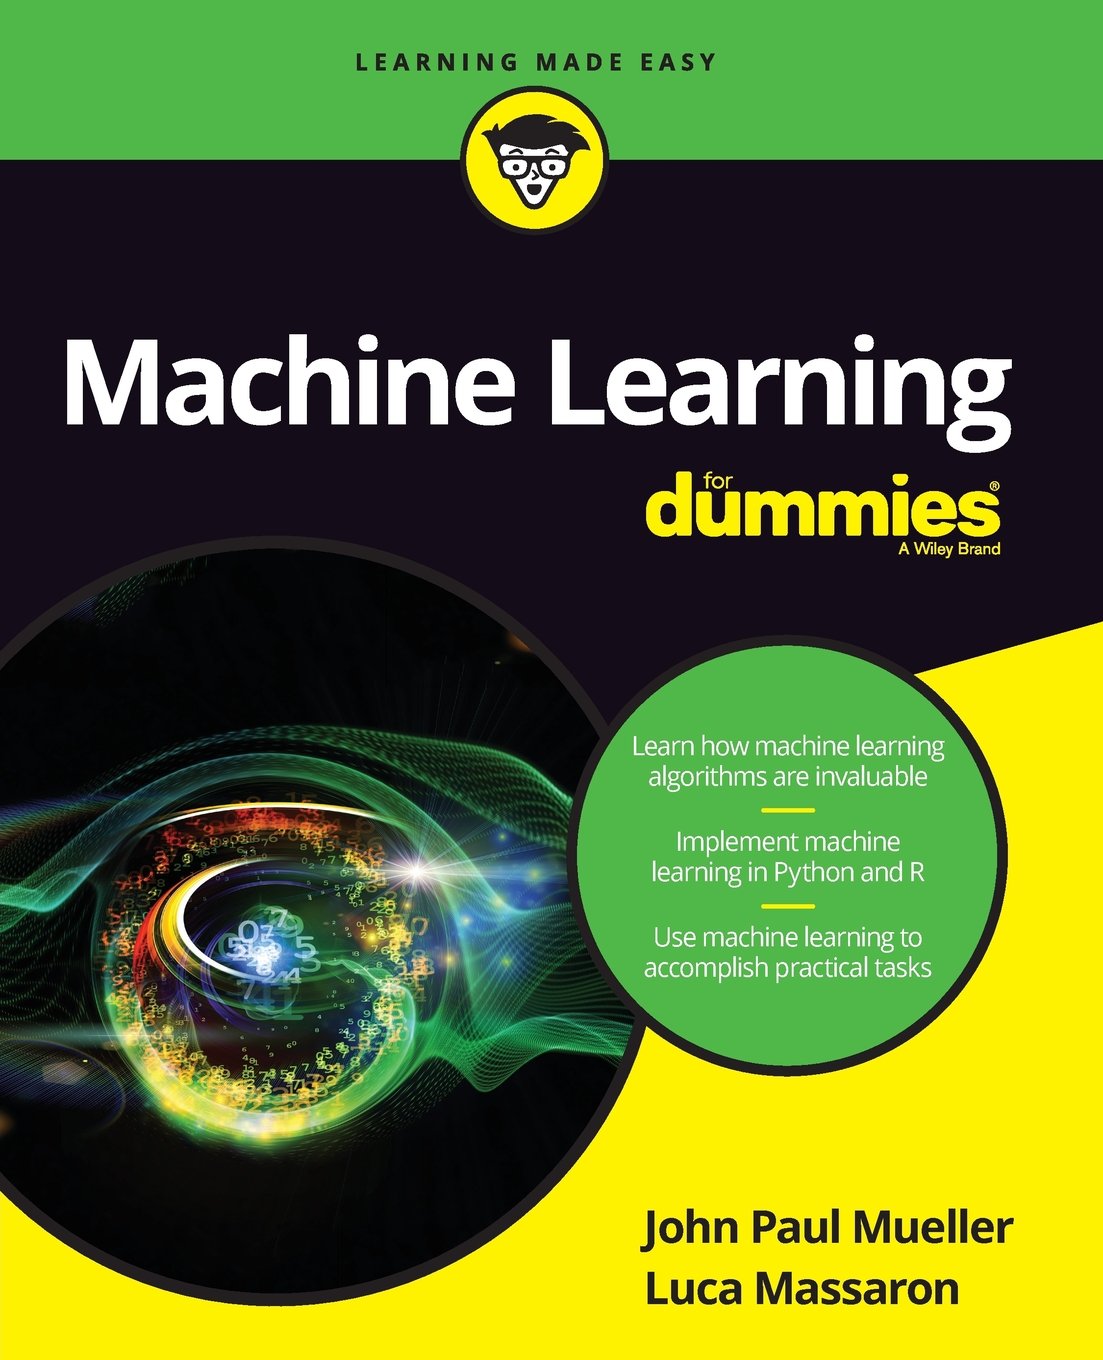 LEARNING MADE EASY
Machine Learning
for
dummies®
A Wiley Brand
Learn how machine learning
algorithms are invaluable
Implement machine
learning in Python and R
Use machine learning to
accomplish practical tasks
John Paul Mueller
Luca Massaron